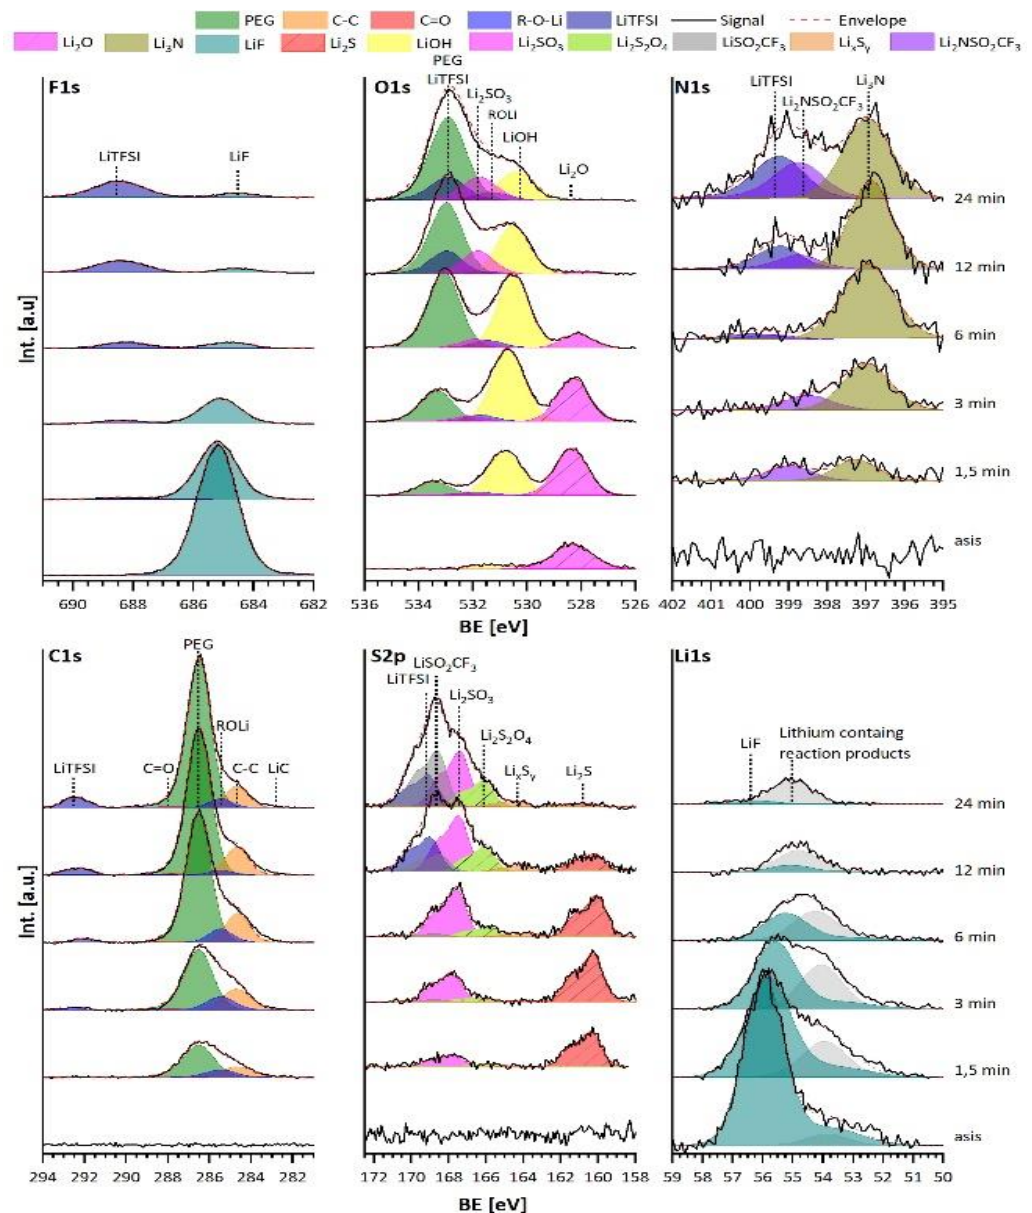 PEG C-C C=O R-O-Li LiTFSI Signal Envelope
Li₂O Li₃N LiF Li₂S LiOH Li₂SO₃ Li₂S₂O₄ LiSO₂CF₃ LiₓSᵧ Li₂NSO₂CF₃
F1s
LiTFSI LiF
Int. [a.u]
690 688 686 684 682
O1s
PEG
LiTFSI
Li₂SO₃
ROLi
LiOH
Li₂O
536 534 532 530 528 526
BE [eV]
N1s
LiTFSI
Li₂NSO₂CF₃
Li₃N
24 min
12 min
6 min
3 min
1,5 min
asis
402 401 400 399 398 397 396 395
C1s
PEG
ROLi
LiTFSI C=O C-C LiC
Int. [a.u.]
294 292 290 288 286 284 282
S2p
LiSO₂CF₃
LiTFSI
Li₂SO₃
Li₂S₂O₄
LiₓSᵧ Li₂S
172 170 168 166 164 162 160 158
BE [eV]
Li1s
LiF
Lithium containg
reaction products
24 min
12 min
6 min
3 min
1,5 min
asis
59 58 57 56 55 54 53 52 51 50